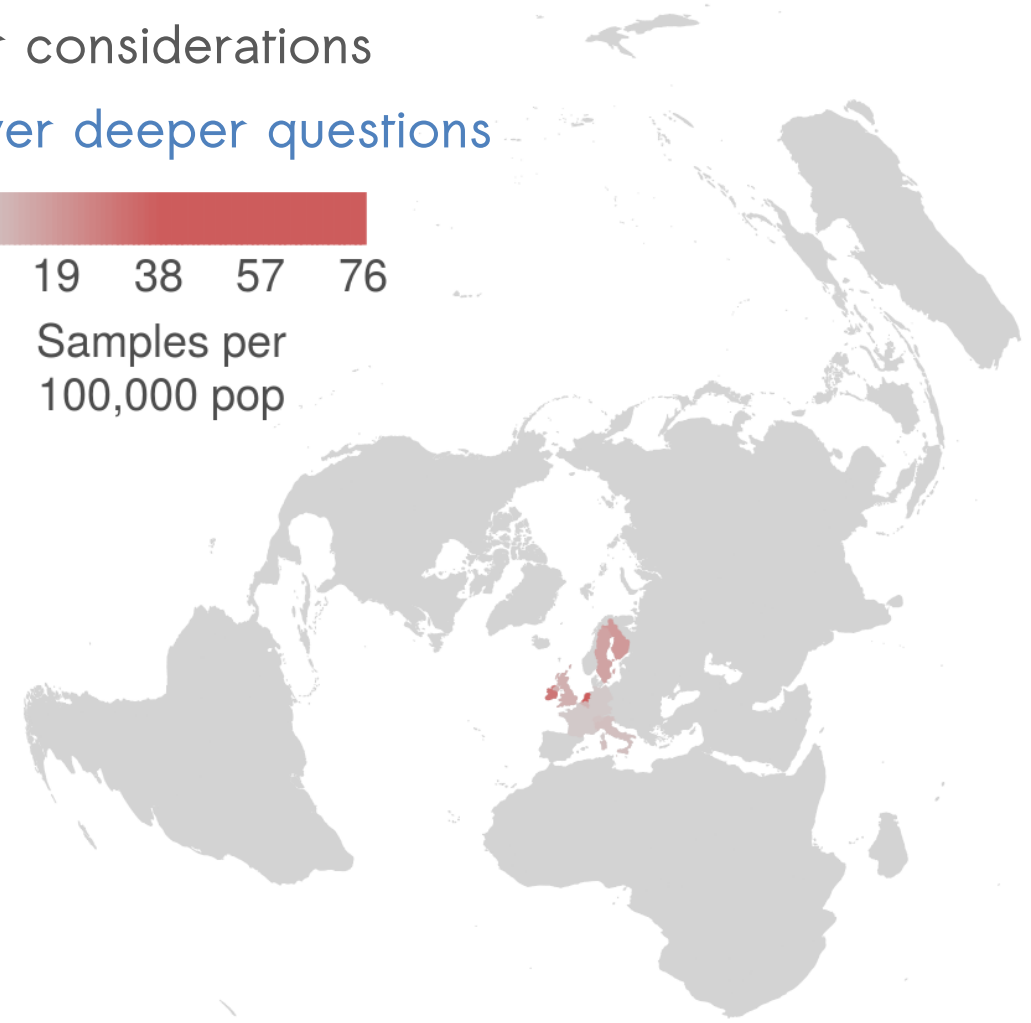 considerations
deeper questions
19 38 57 76
Samples per
100,000 pop